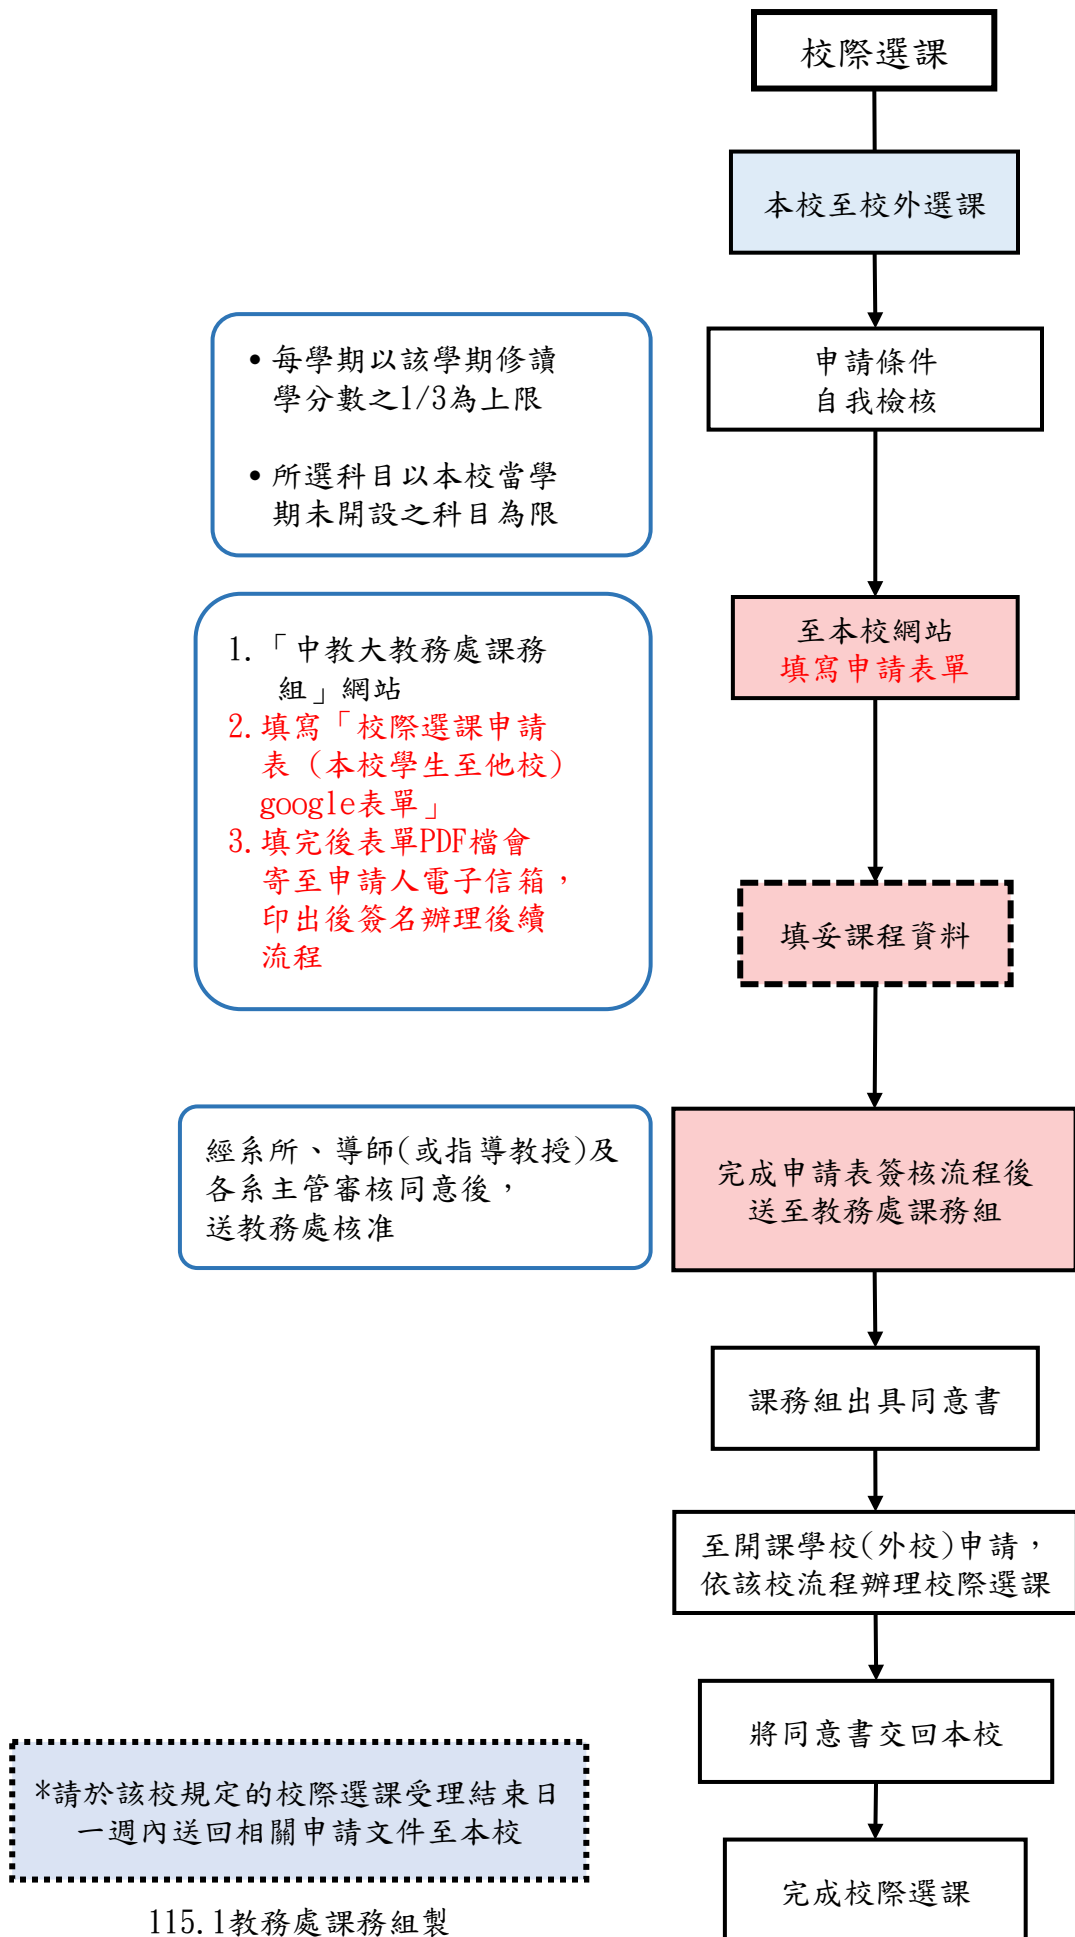 校際選課
本校至校外選課
申請條件
自我檢核
• 每學期以該學期修讀
學分數之1/3為上限
• 所選科目以本校當學
期未開設之科目為限
至本校網站
填寫申請表單
1.「中教大教務處課務
組」網站
2.填寫「校際選課申請
表（本校學生至他校）
google表單」
3.填完後表單PDF檔會
寄至申請人電子信箱，
印出後簽名辦理後續
流程
填妥課程資料
經系所、導師(或指導教授)及
各系主管審核同意後，
送教務處核准
完成申請表簽核流程後
送至教務處課務組
課務組出具同意書
至開課學校(外校)申請，
依該校流程辦理校際選課
將同意書交回本校
*請於該校規定的校際選課受理結束日
一週內送回相關申請文件至本校
完成校際選課
115.1教務處課務組製